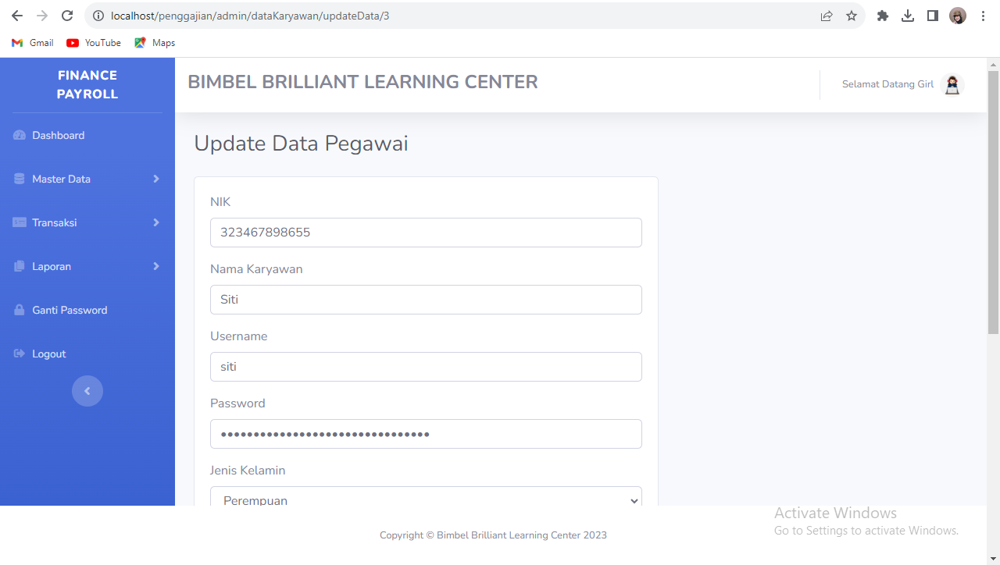 localhost/penggajian/admin/dataKaryawan/updateData/3
Gmail
YouTube
Maps
FINANCE
PAYROLL
BIMBEL BRILLIANT LEARNING CENTER
Selamat Datang Girl
Dashboard
Master Data
Transaksi
Laporan
Ganti Password
Logout
Update Data Pegawai
NIK
323467898655
Nama Karyawan
Siti
Username
siti
Password
••••••••••••••••••••••••••••••••
Jenis Kelamin
Perempuan
Activate Windows
Go to Settings to activate Windows.
Copyright © Bimbel Brilliant Learning Center 2023